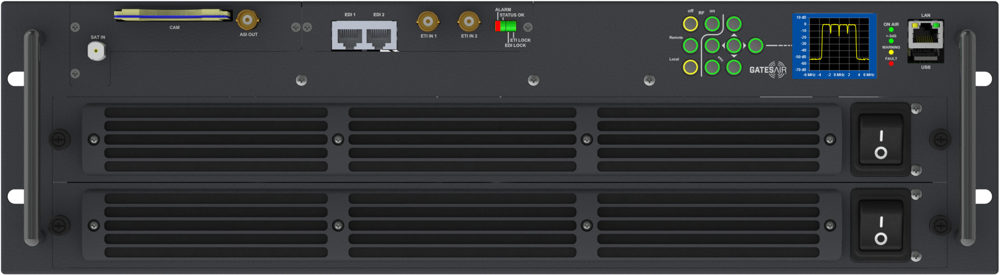 CAM
ASI OUT
SAT IN
EDI 1 EDI 2
ETI IN 1 ETI IN 2
ALARM
STATUS OK
ETI LOCK
EDI LOCK
off RF on
Remote
Local
esc
GATESAIR
10 dB
0
-10
-20
-30
-40
-50 dB
-60
-70 dB
-6 MHz -4 -2 0 MHz 2 4 6 MHz
ON AIR
>-3dB
WARNING
FAULT
LAN
USB